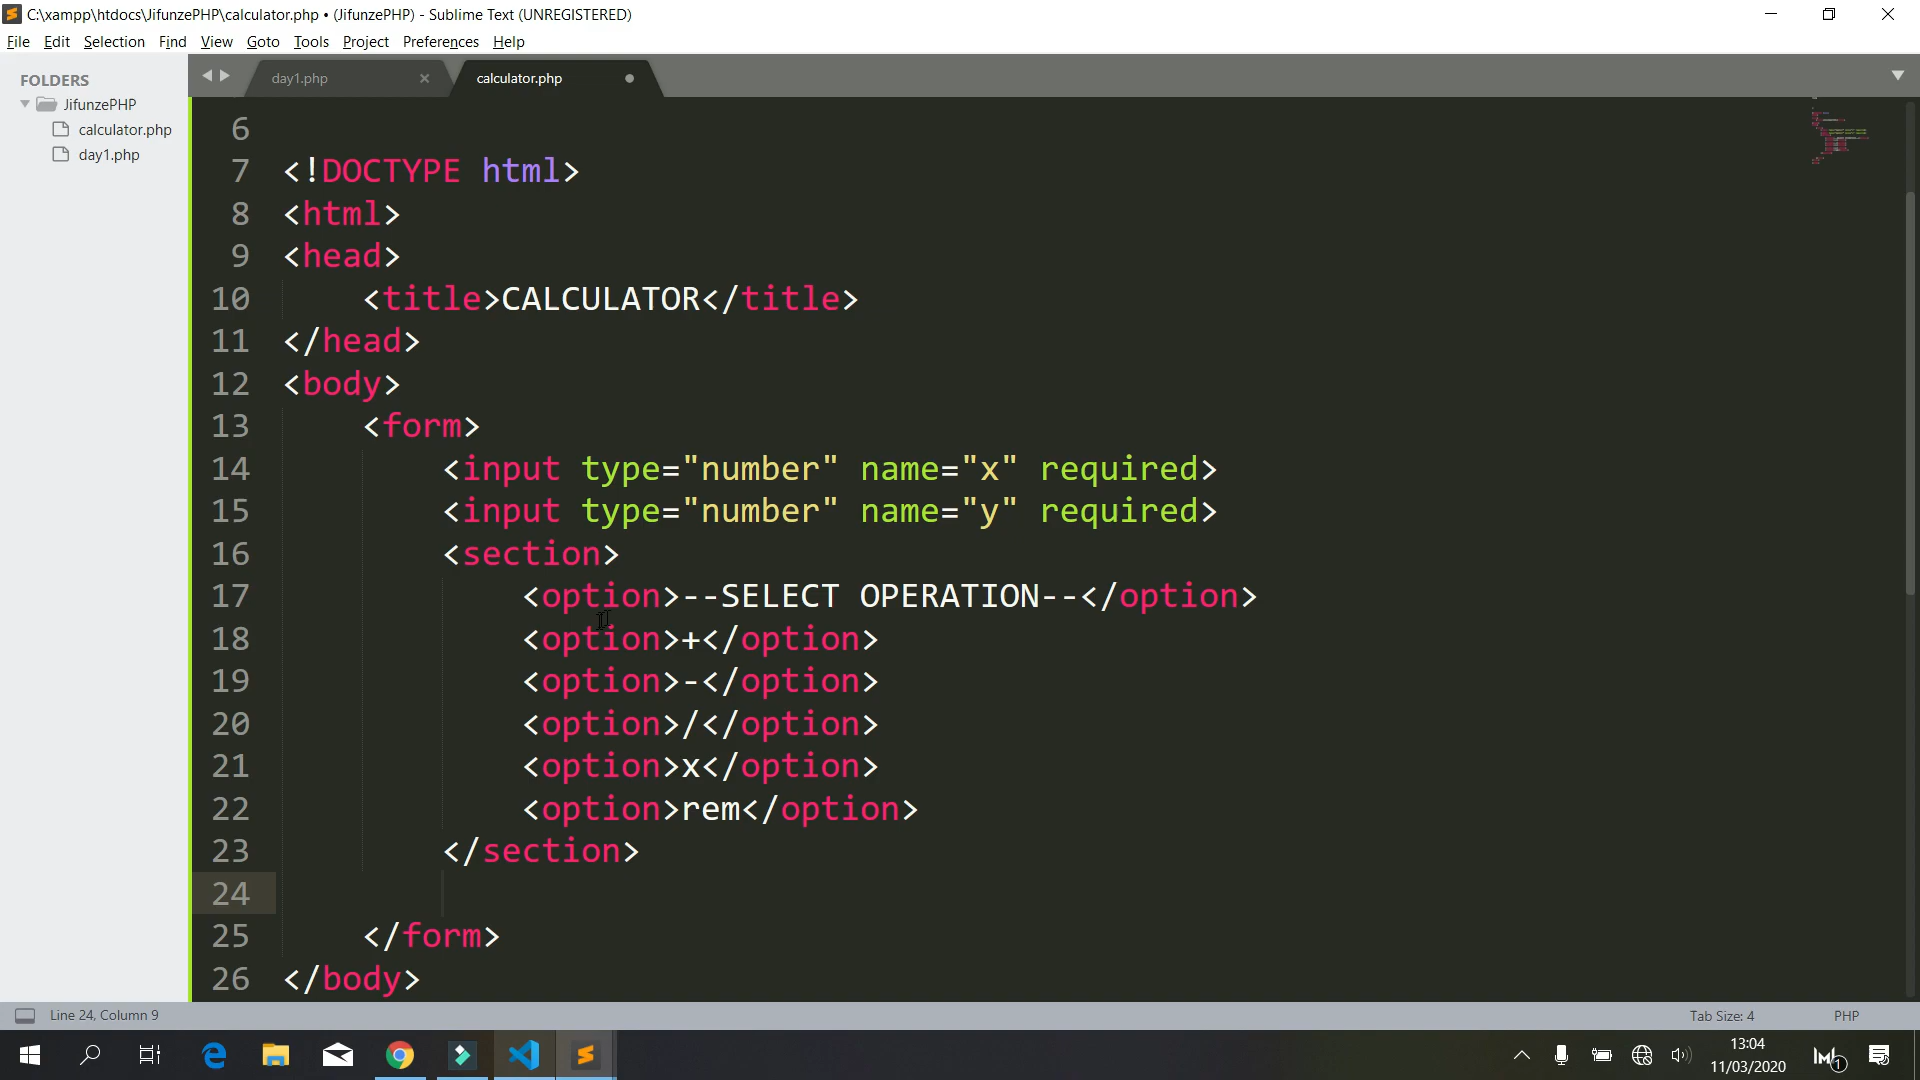 C:\xampp\htdocs\JifunzePHP\calculator.php • (JifunzePHP) - Sublime Text (UNREGISTERED)
File Edit Selection Find View Goto Tools Project Preferences Help
FOLDERS
JifunzePHP
calculator.php
day1.php
day1.php
calculator.php
6
7 <!DOCTYPE html>
8 <html>
9 <head>
10 <title>CALCULATOR</title>
11 </head>
12 <body>
13 <form>
14 <input type="number" name="x" required>
15 <input type="number" name="y" required>
16 <section>
17 <option>--SELECT OPERATION--</option>
18 <option>+</option>
19 <option>-</option>
20 <option>/</option>
21 <option>x</option>
22 <option>rem</option>
23 </section>
24
25 </form>
26 </body>
Line 24, Column 9
Tab Size: 4
PHP
13:04
11/03/2020
1